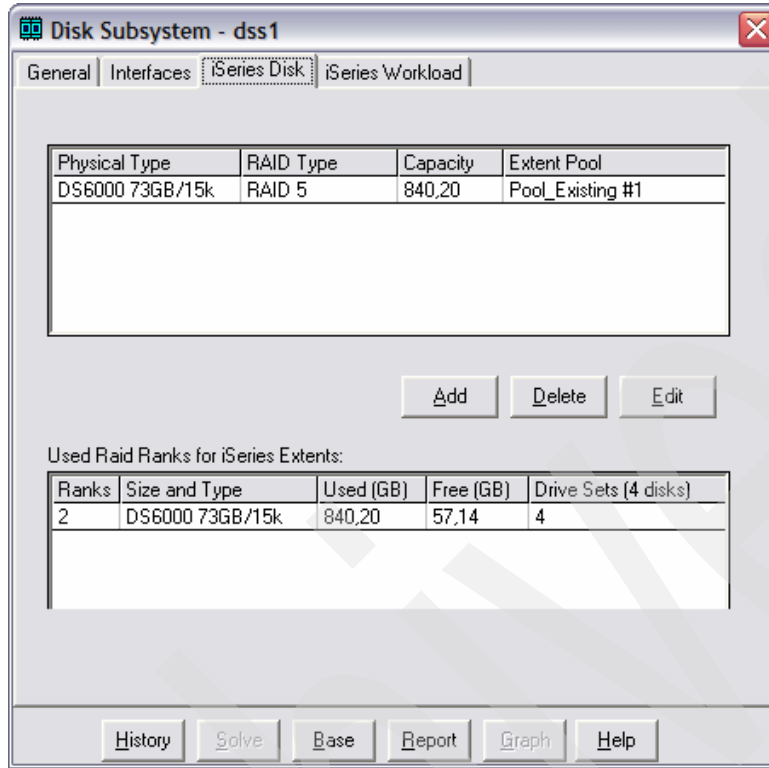 Disk Subsystem - dss1
General Interfaces iSeries Disk iSeries Workload
Physical Type RAID Type Capacity Extent Pool
DS6000 73GB/15k RAID 5 840,20 Pool_Existing #1
Add Delete Edit
Used Raid Ranks for iSeries Extents:
Ranks Size and Type Used (GB) Free (GB) Drive Sets (4 disks)
2 DS6000 73GB/15k 840,20 57,14 4
History Solve Base Report Graph Help